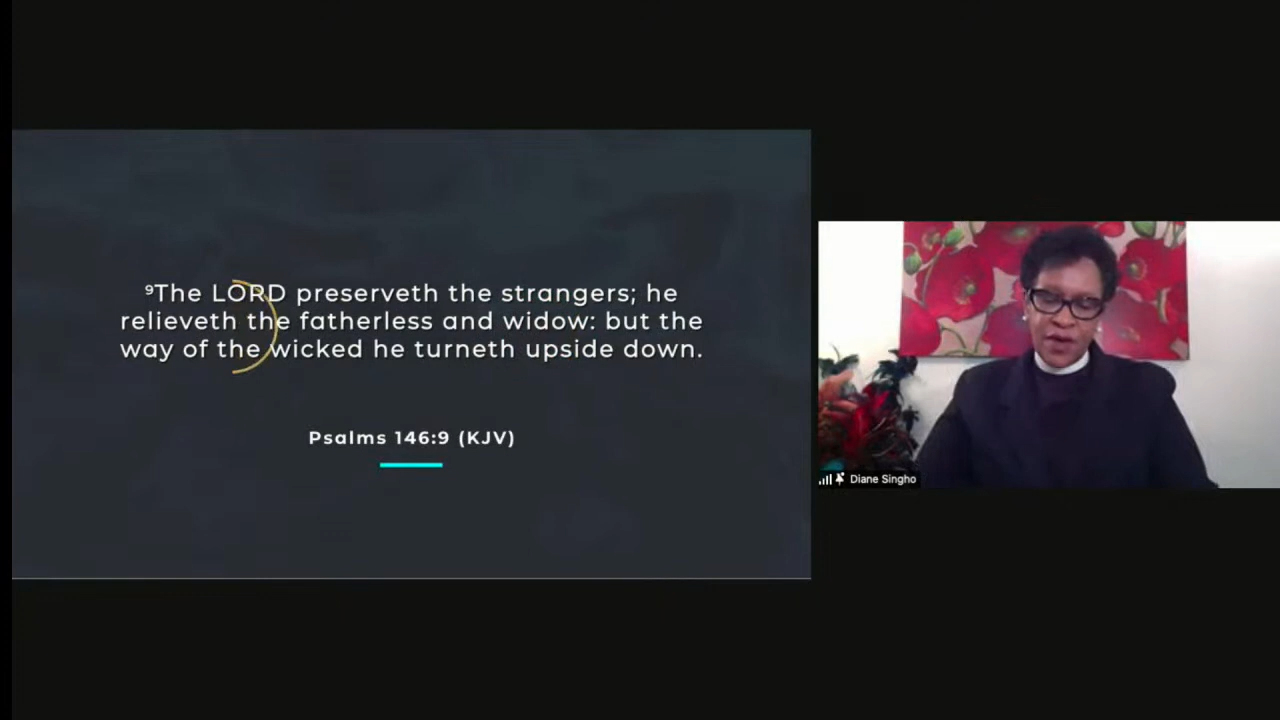 ⁹The LORD preserveth the strangers; he
relieveth the fatherless and widow: but the
way of the wicked he turneth upside down.
Psalms 146:9 (KJV)
Diane Singho